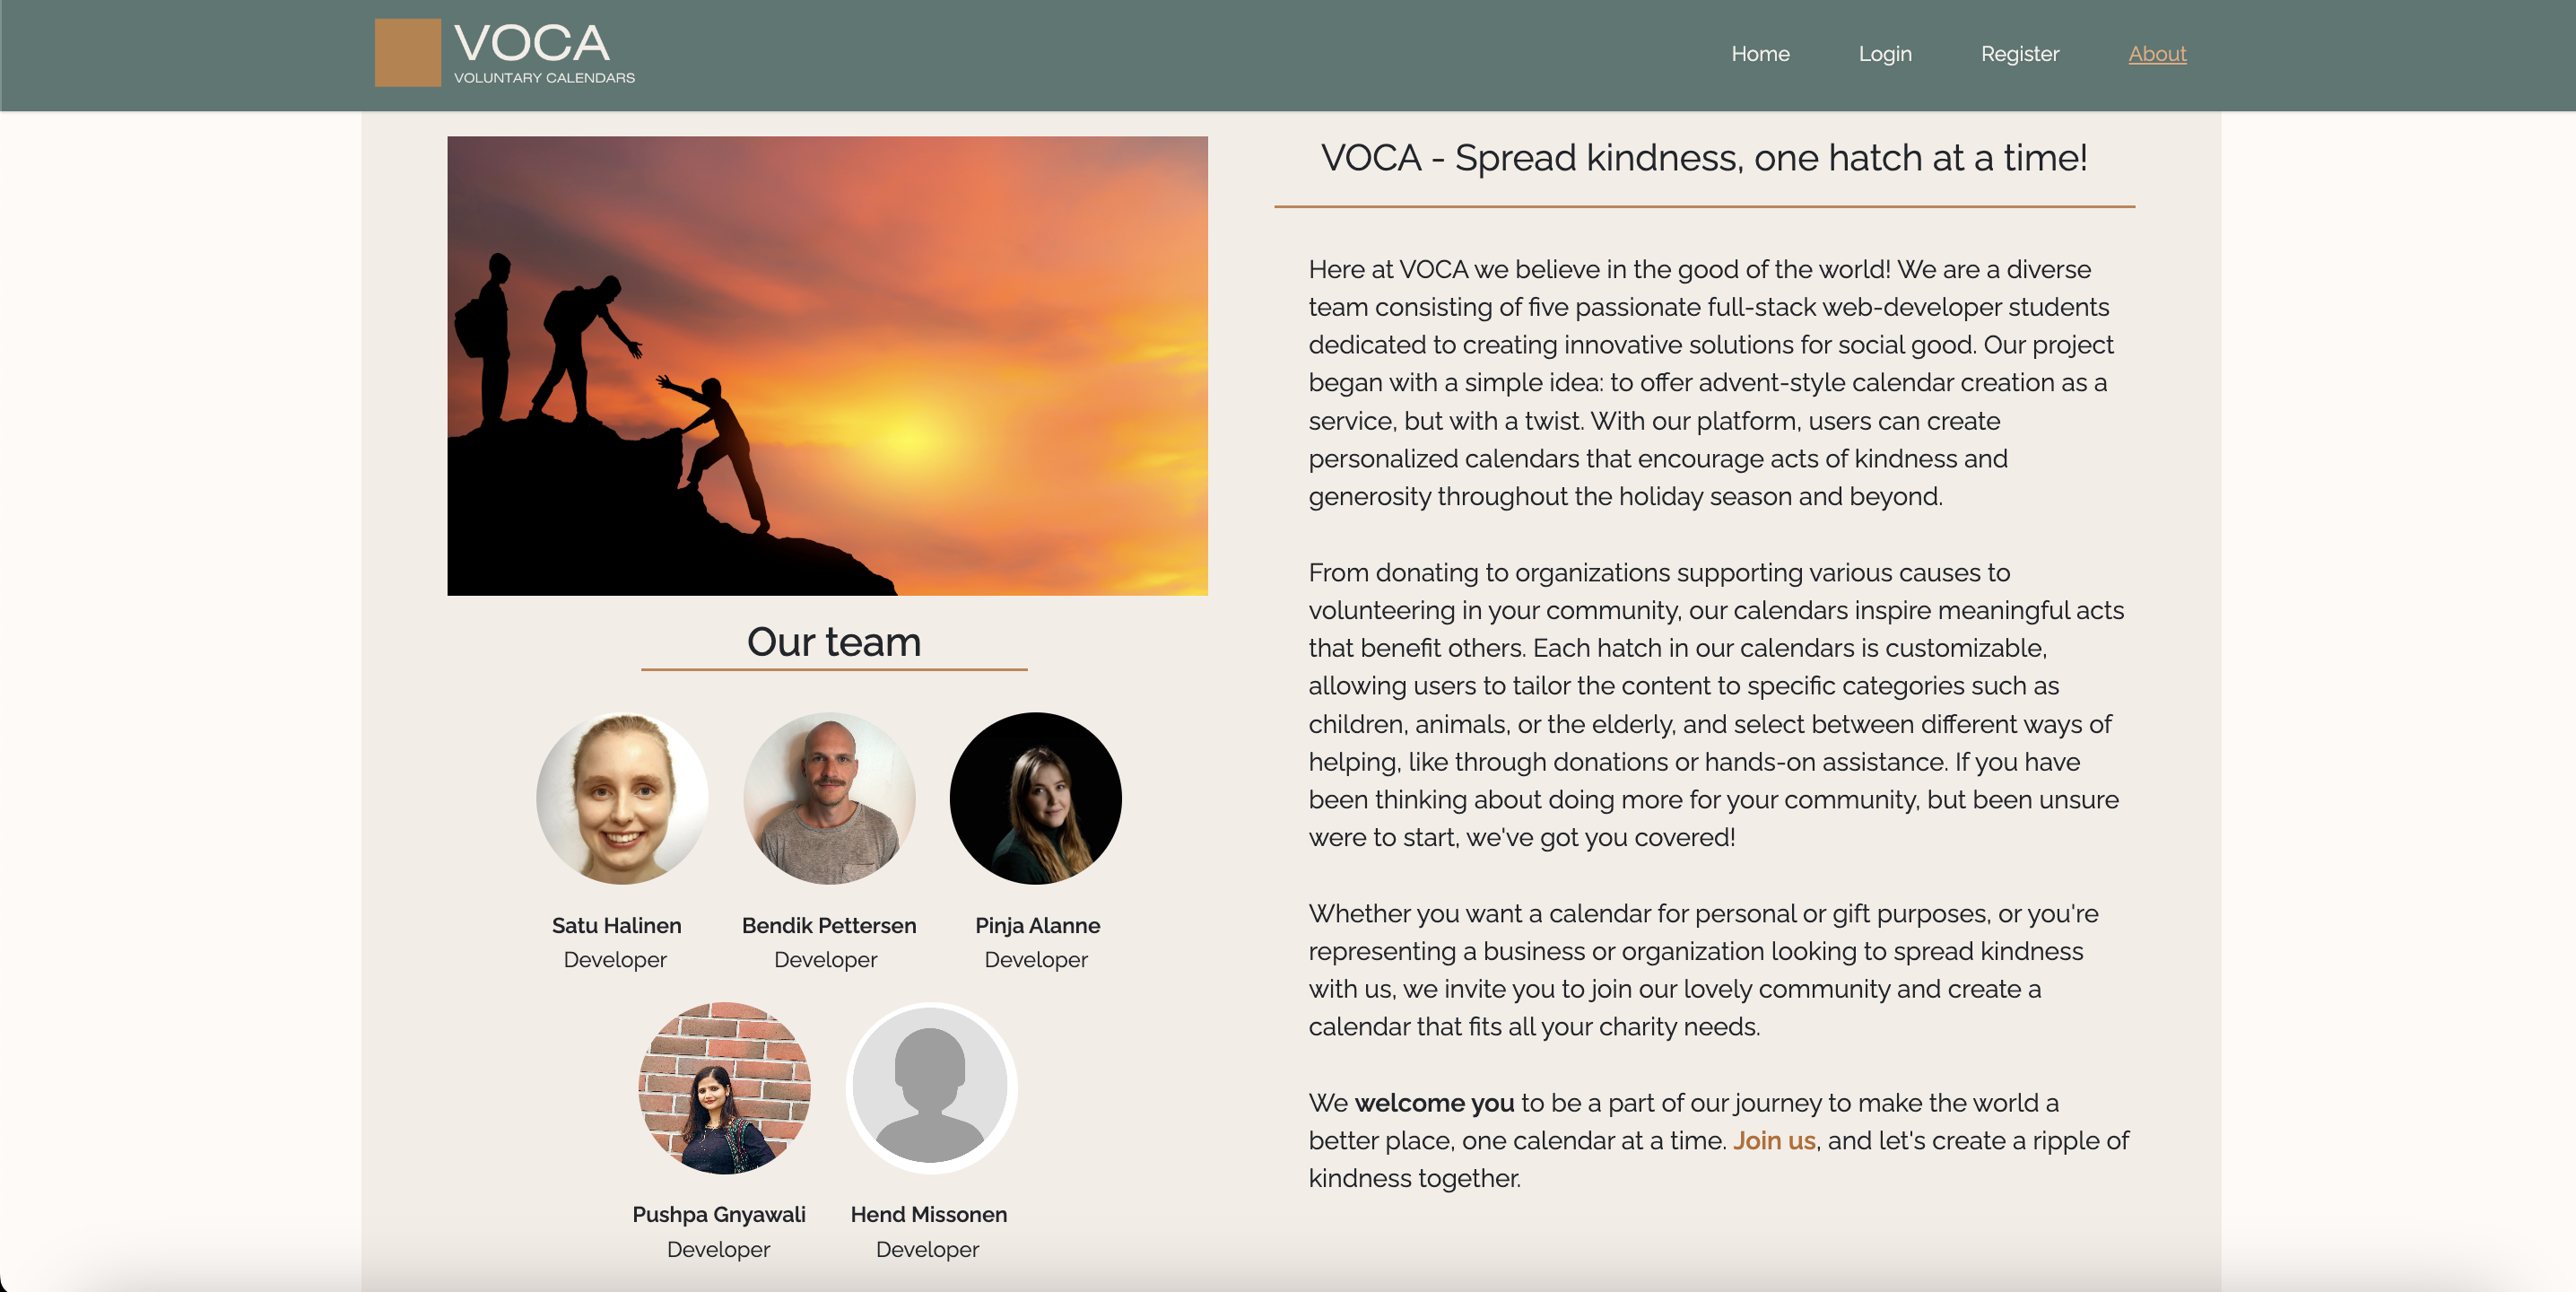 VOCA
VOLUNTARY CALENDARS
Home
Login
Register
About
Our team
Satu Halinen
Developer
Bendik Pettersen
Developer
Pinja Alanne
Developer
Pushpa Gnyawali
Developer
Hend Missonen
Developer
VOCA - Spread kindness, one hatch at a time!
Here at VOCA we believe in the good of the world! We are a diverse
team consisting of five passionate full-stack web-developer students
dedicated to creating innovative solutions for social good. Our project
began with a simple idea: to offer advent-style calendar creation as a
service, but with a twist. With our platform, users can create
personalized calendars that encourage acts of kindness and
generosity throughout the holiday season and beyond.
From donating to organizations supporting various causes to
volunteering in your community, our calendars inspire meaningful acts
that benefit others. Each hatch in our calendars is customizable,
allowing users to tailor the content to specific categories such as
children, animals, or the elderly, and select between different ways of
helping, like through donations or hands-on assistance. If you have
been thinking about doing more for your community, but been unsure
were to start, we've got you covered!
Whether you want a calendar for personal or gift purposes, or you're
representing a business or organization looking to spread kindness
with us, we invite you to join our lovely community and create a
calendar that fits all your charity needs.
We welcome you to be a part of our journey to make the world a
better place, one calendar at a time. Join us, and let's create a ripple of
kindness together.